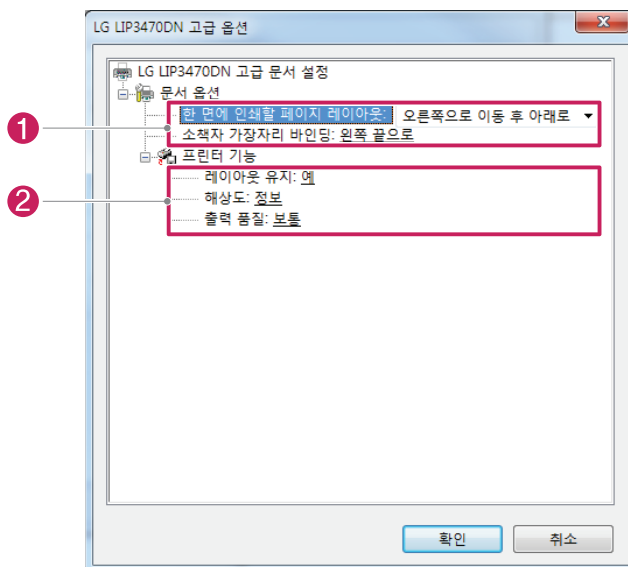 LG LIP3470DN 고급 옵션
LG LIP3470DN 고급 문서 설정
문서 옵션
1
한 면에 인쇄할 페이지 레이아웃: 오른쪽으로 이동 후 아래로
소책자 가장자리 바인딩: 왼쪽 끝으로
프린터 기능
2
레이아웃 유지: 예
해상도: 정보
출력 품질: 보통
확인 취소